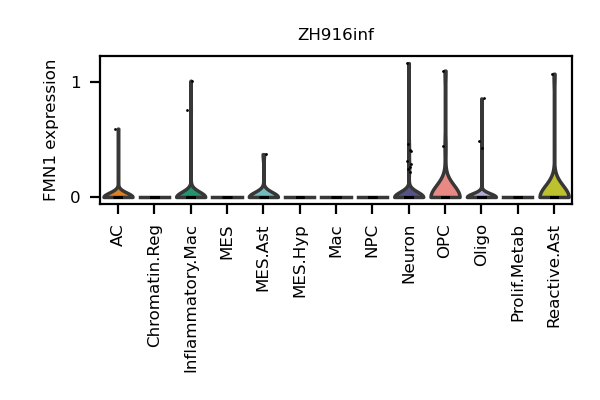 ZH916inf
FMN1 expression
1
0
AC
Chromatin.Reg
Inflammatory.Mac
MES
MES.Ast
MES.Hyp
Mac
NPC
Neuron
OPC
Oligo
Prolif.Metab
Reactive.Ast